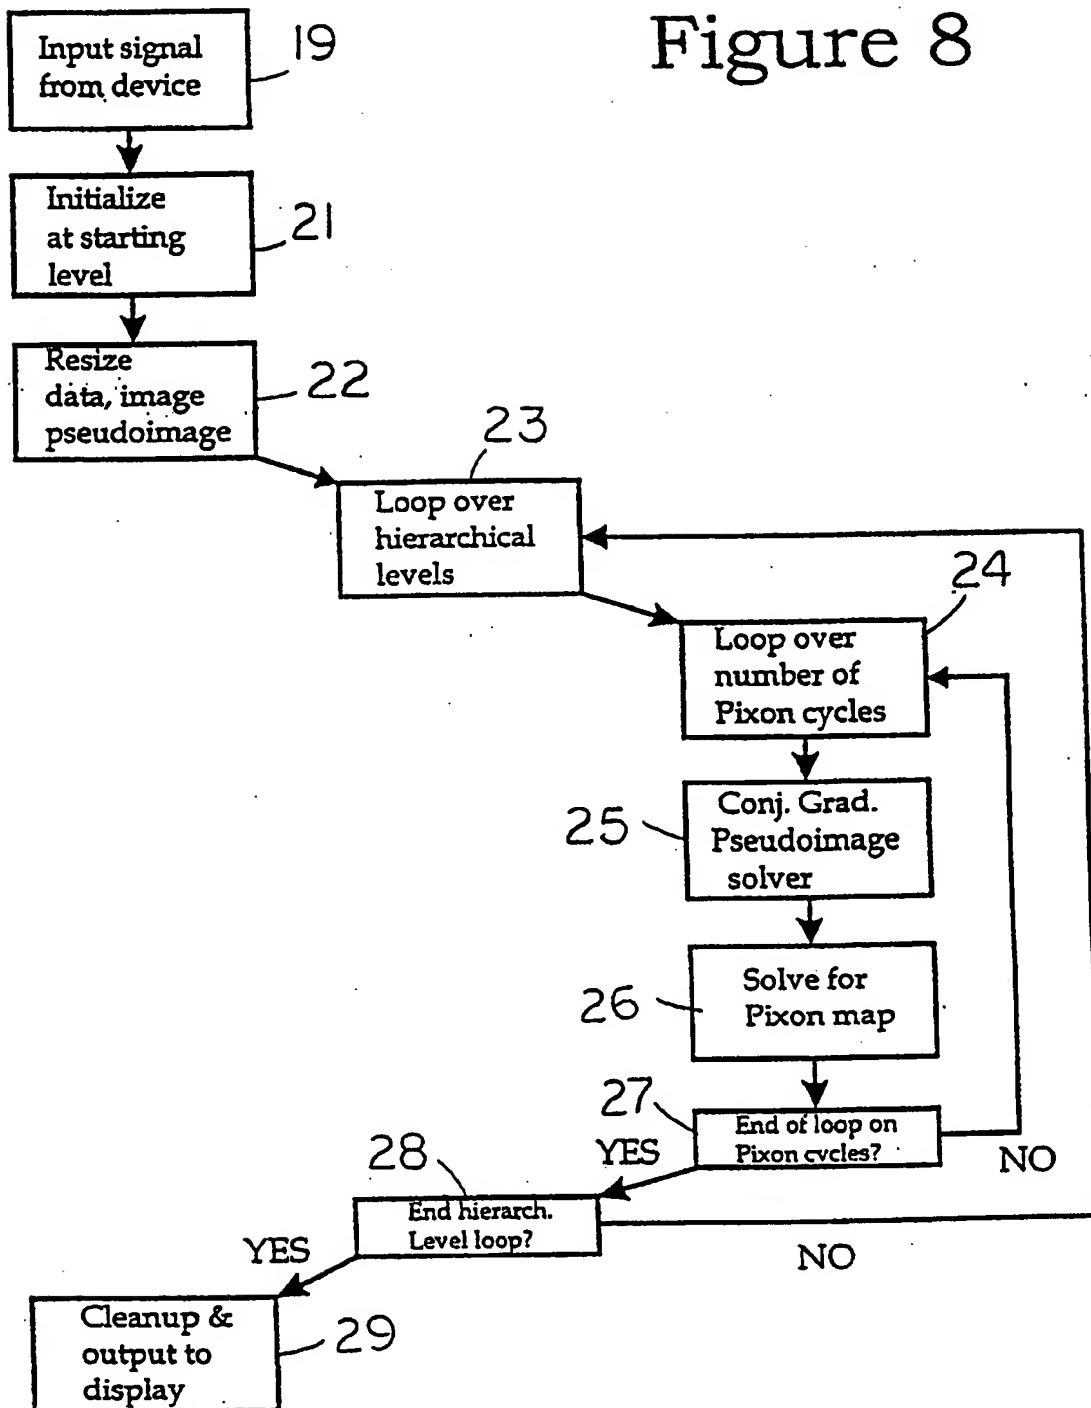 Figure 8
Input signal
from device
19
Initialize
at starting
level
21
Resize
data, image
pseudoimage
22
23
Loop over
hierarchical
levels
24
Loop over
number of
Pixon cycles
25
Conj. Grad.
Pseudoimage
solver
26
Solve for
Pixon map
27
End of loop on
Pixon cycles?
YES
NO
28
End hierarch.
Level loop?
YES
NO
Cleanup &
output to
display
29